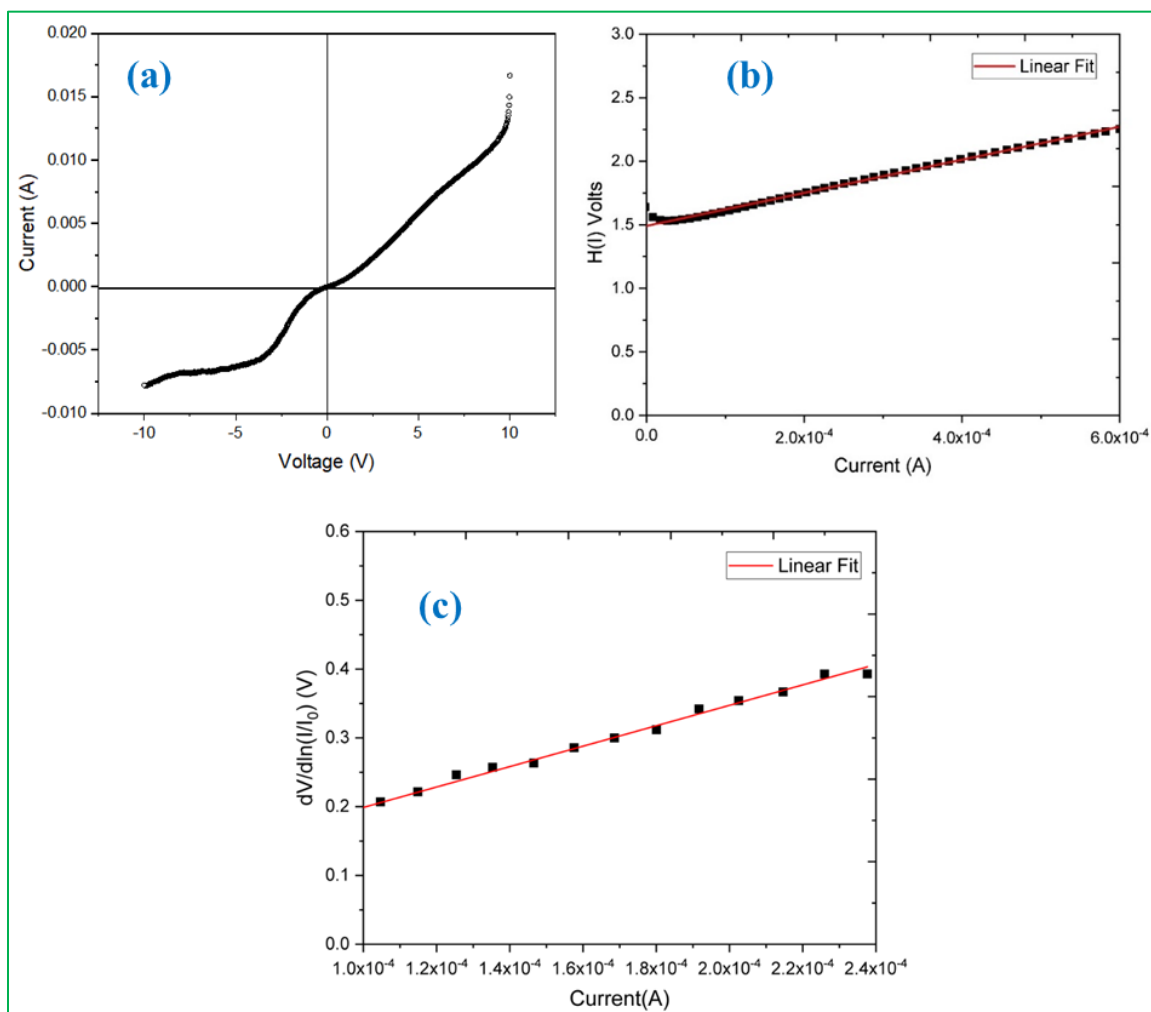 (a)
0.020
0.015
0.010
0.005
0.000
-0.005
-0.010
Current (A)
-10
-5
0
5
10
Voltage (V)
(b)
Linear Fit
3.0
2.5
2.0
1.5
1.0
0.5
0.0
H(I) Volts
0.0
2.0x10⁻⁴
4.0x10⁻⁴
6.0x10⁻⁴
Current (A)
(c)
Linear Fit
0.6
0.5
0.4
0.3
0.2
0.1
0.0
dV/dln(I/I₀) (V)
1.0x10⁻⁴
1.2x10⁻⁴
1.4x10⁻⁴
1.6x10⁻⁴
1.8x10⁻⁴
2.0x10⁻⁴
2.2x10⁻⁴
2.4x10⁻⁴
Current(A)